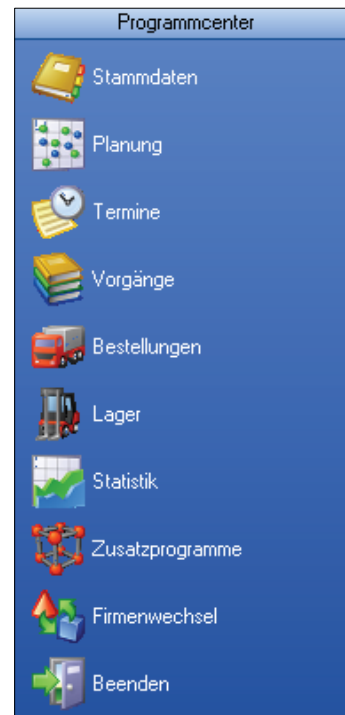 Programmcenter
Stammdaten
Planung
Termine
Vorgänge
Bestellungen
Lager
Statistik
Zusatzprogramme
Firmenwechsel
Beenden